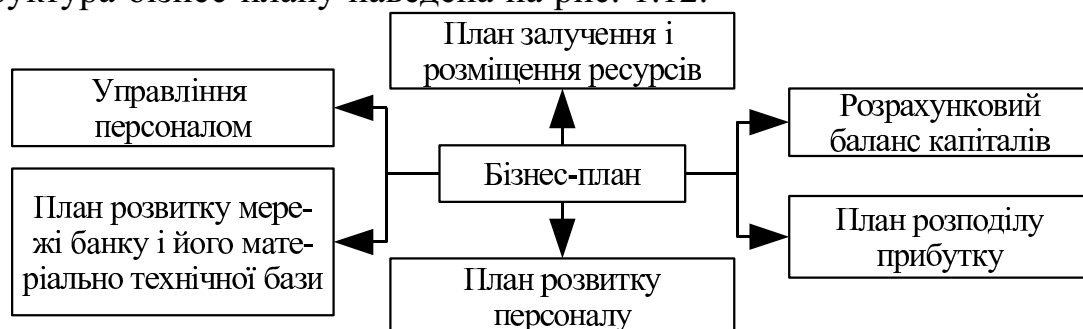 руктура бізнес-плану наведена на рис. 1.12.
План залучення і
розміщення ресурсів
Управління
персоналом
Розрахунковий
баланс капіталів
Бізнес-план
План розвитку мере-
жі банку і його мате-
ріально технічної бази
План розподілу
прибутку
План розвитку
персоналу